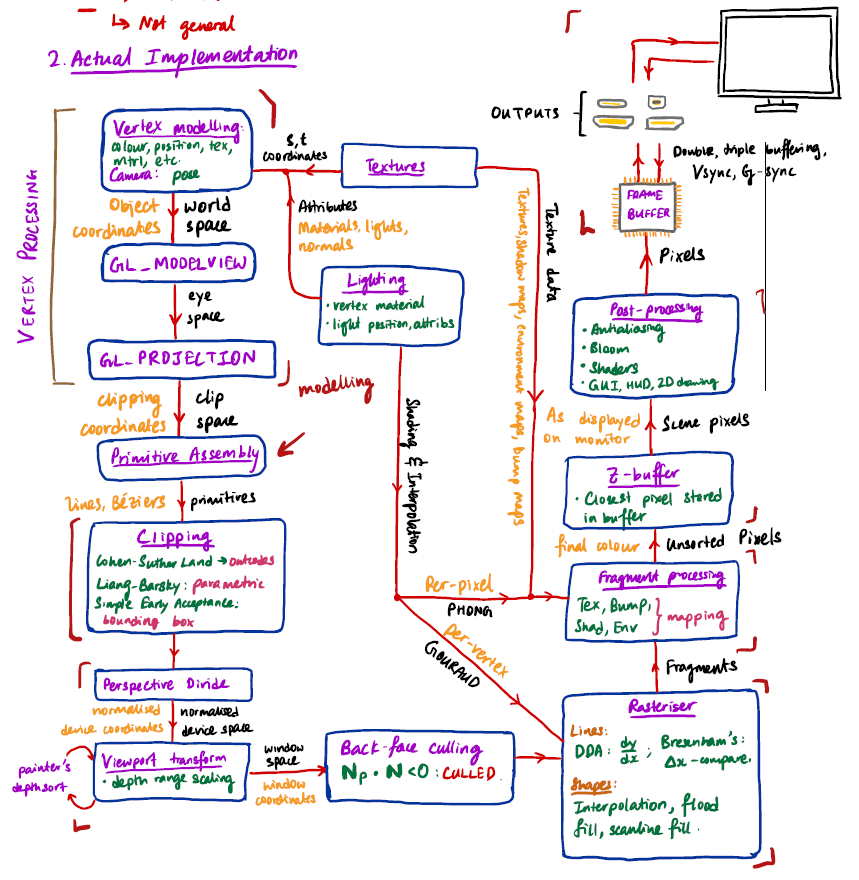 ↳ Not general
2. Actual Implementation
VERTEX PROCESSING
Vertex modelling:
colour, position, tex,
mtrl, etc.
Camera: pose
s,t
coordinates
Textures
Attributes
Materials, lights,
normals
Object
coordinates
world
space
GL_MODELVIEW
eye
space
GL_PROJECTION
modelling
Lighting
• vertex material
• light position, attribs
clipping
coordinates
clip
space
Primitive Assembly
Lines, Béziers
primitives
Clipping
Cohen-Sutherland → outcodes
Liang-Barsky: parametric
Simple Early Acceptance:
bounding box
Perspective Divide
normalised
device coordinates
normalised
device space
painter's
depth sort
Viewport transform
• depth range scaling
window
space
window
coordinates
Back-face culling
Np • N < 0 : CULLED
Shading & Interpolation
Texture data
Textures, shadow maps, environment maps, bump maps
Per-pixel
PHONG
per-vertex
GOURAUD
OUTPUTS
Double, triple buffering,
Vsync, G-sync
FRAME
BUFFER
Pixels
Post-processing
• Antialiasing
• Bloom
• Shaders
• GUI, HUD, 2D drawing
As displayed
on monitor
Scene pixels
Z-buffer
• Closest pixel stored
in buffer
final colour
Unsorted Pixels
Fragment processing
Tex, Bump,
Shad, Env
} mapping
Fragments
Rasteriser
Lines:
DDA: dy/dx ; Bresenham's:
Δx-compare.
Shapes:
Interpolation, flood
fill, scanline fill.